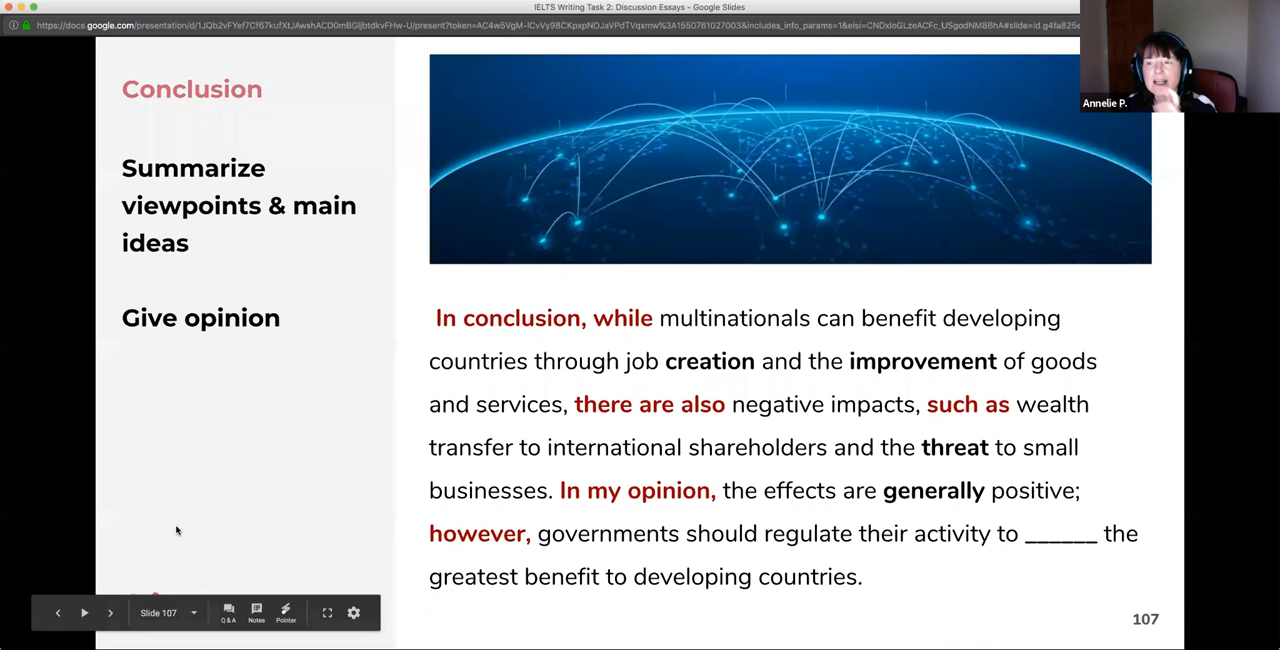 IELTS Writing Task 2: Discussion Essays - Google Slides
Conclusion
Summarize
viewpoints & main
ideas
Give opinion
Annelie P.
In conclusion, while multinationals can benefit developing
countries through job creation and the improvement of goods
and services, there are also negative impacts, such as wealth
transfer to international shareholders and the threat to small
businesses. In my opinion, the effects are generally positive;
however, governments should regulate their activity to ______ the
greatest benefit to developing countries.
Slide 107
Q & A
Notes
Pointer
107